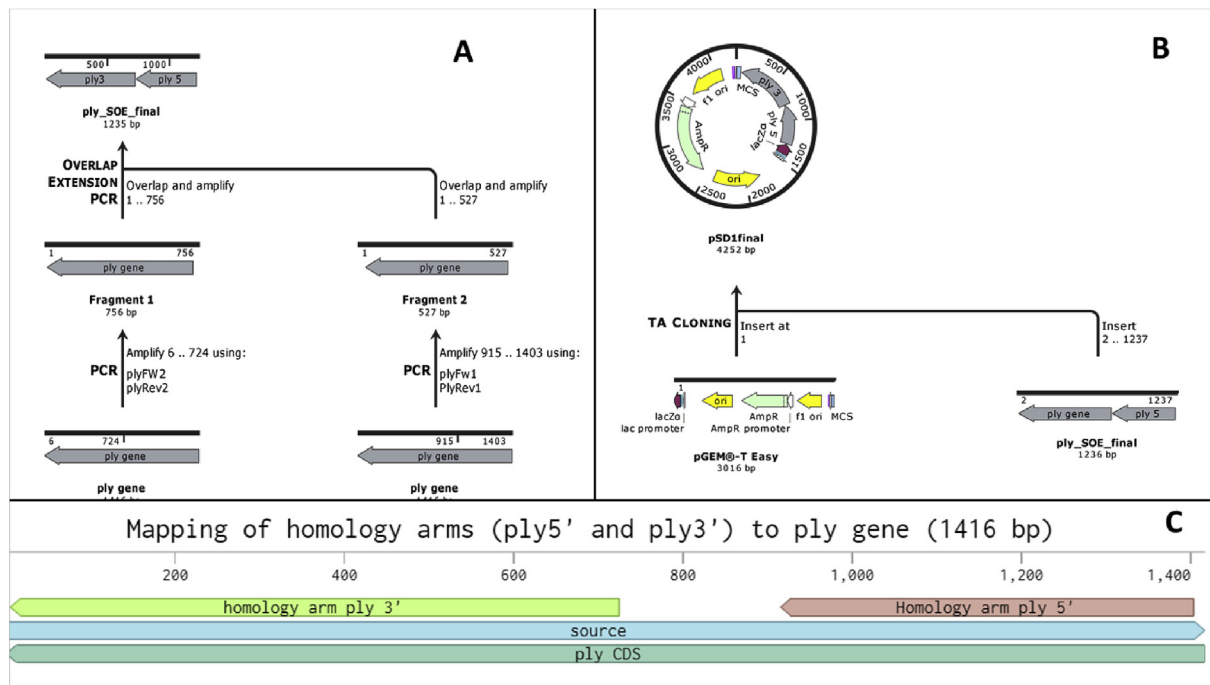 A
500
1000
ply3
ply 5
ply_SOE_final
1235 bp
OVERLAP
EXTENSION
PCR
Overlap and amplify
1 .. 756
Overlap and amplify
1 .. 527
1
756
ply gene
Fragment 1
756 bp
1
527
ply gene
Fragment 2
527 bp
PCR
Amplify 6 .. 724 using:
plyFW2
plyRev2
PCR
Amplify 915 .. 1403 using:
plyFw1
PlyRev1
6
724
ply gene
ply gene
915
1403
ply gene
ply gene
B
4000
500
1000
1500
2000
2500
3000
3500
f1 ori
MCS
ply 3
ply 5
lacZα
ori
AmpR
pSD1final
4252 bp
TA CLONING
Insert at
1
Insert
2 .. 1237
1
lacZα
lac promoter
ori
AmpR
AmpR promoter
f1 ori
MCS
pGEM®-T Easy
3016 bp
2
1237
ply gene
ply 5
ply_SOE_final
1236 bp
Mapping of homology arms (ply5' and ply3') to ply gene (1416 bp)
C
200
400
600
800
1,000
1,200
1,400
homology arm ply 3'
Homology arm ply 5'
source
ply CDS